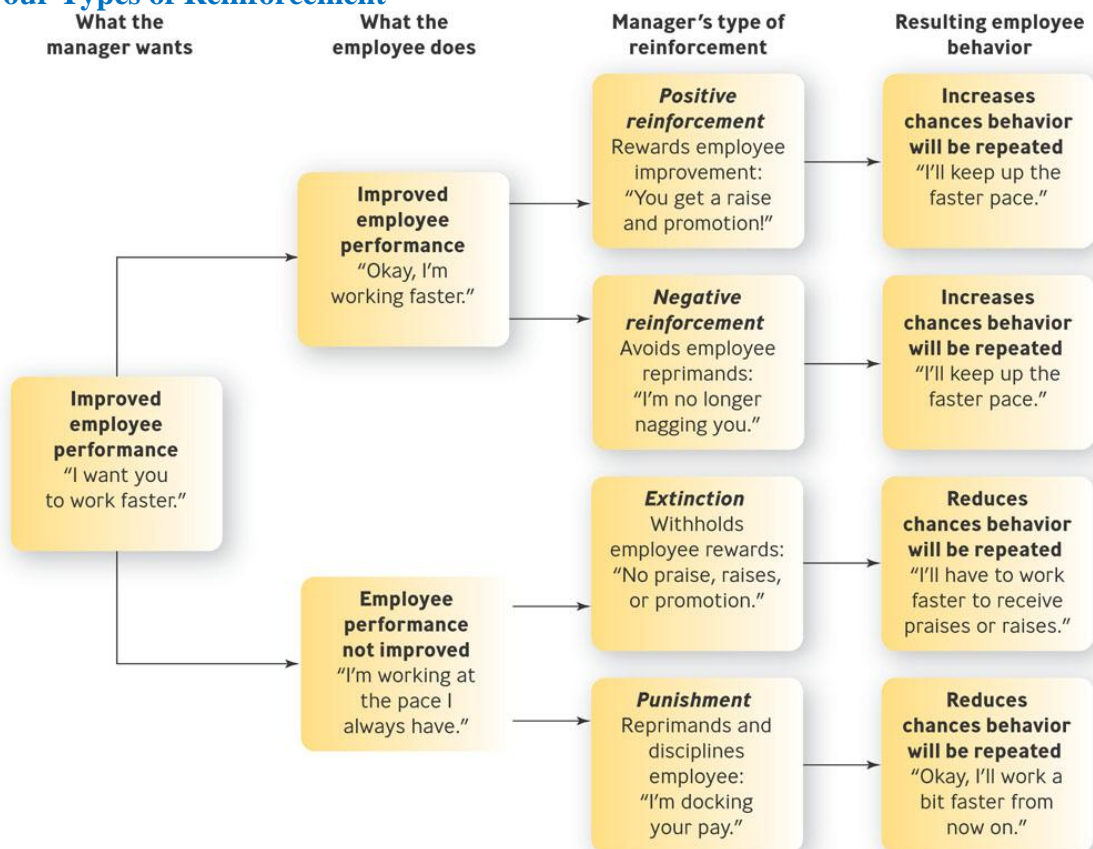 our Types of Reinforcement
What the
manager wants
What the
employee does
Manager’s type of
reinforcement
Resulting employee
behavior
Improved
employee
performance
“I want you
to work faster.”
Improved
employee
performance
“Okay, I’m
working faster.”
Employee
performance
not improved
“I’m working at
the pace I
always have.”
Positive
reinforcement
Rewards employee
improvement:
“You get a raise
and promotion!”
Increases
chances behavior
will be repeated
“I’ll keep up the
faster pace.”
Negative
reinforcement
Avoids employee
reprimands:
“I’m no longer
nagging you.”
Increases
chances behavior
will be repeated
“I’ll keep up the
faster pace.”
Extinction
Withholds
employee rewards:
“No praise, raises,
or promotion.”
Reduces
chances behavior
will be repeated
“I’ll have to work
faster to receive
praises or raises.”
Punishment
Reprimands and
disciplines
employee:
“I’m docking
your pay.”
Reduces
chances behavior
will be repeated
“Okay, I’ll work a
bit faster from
now on.”